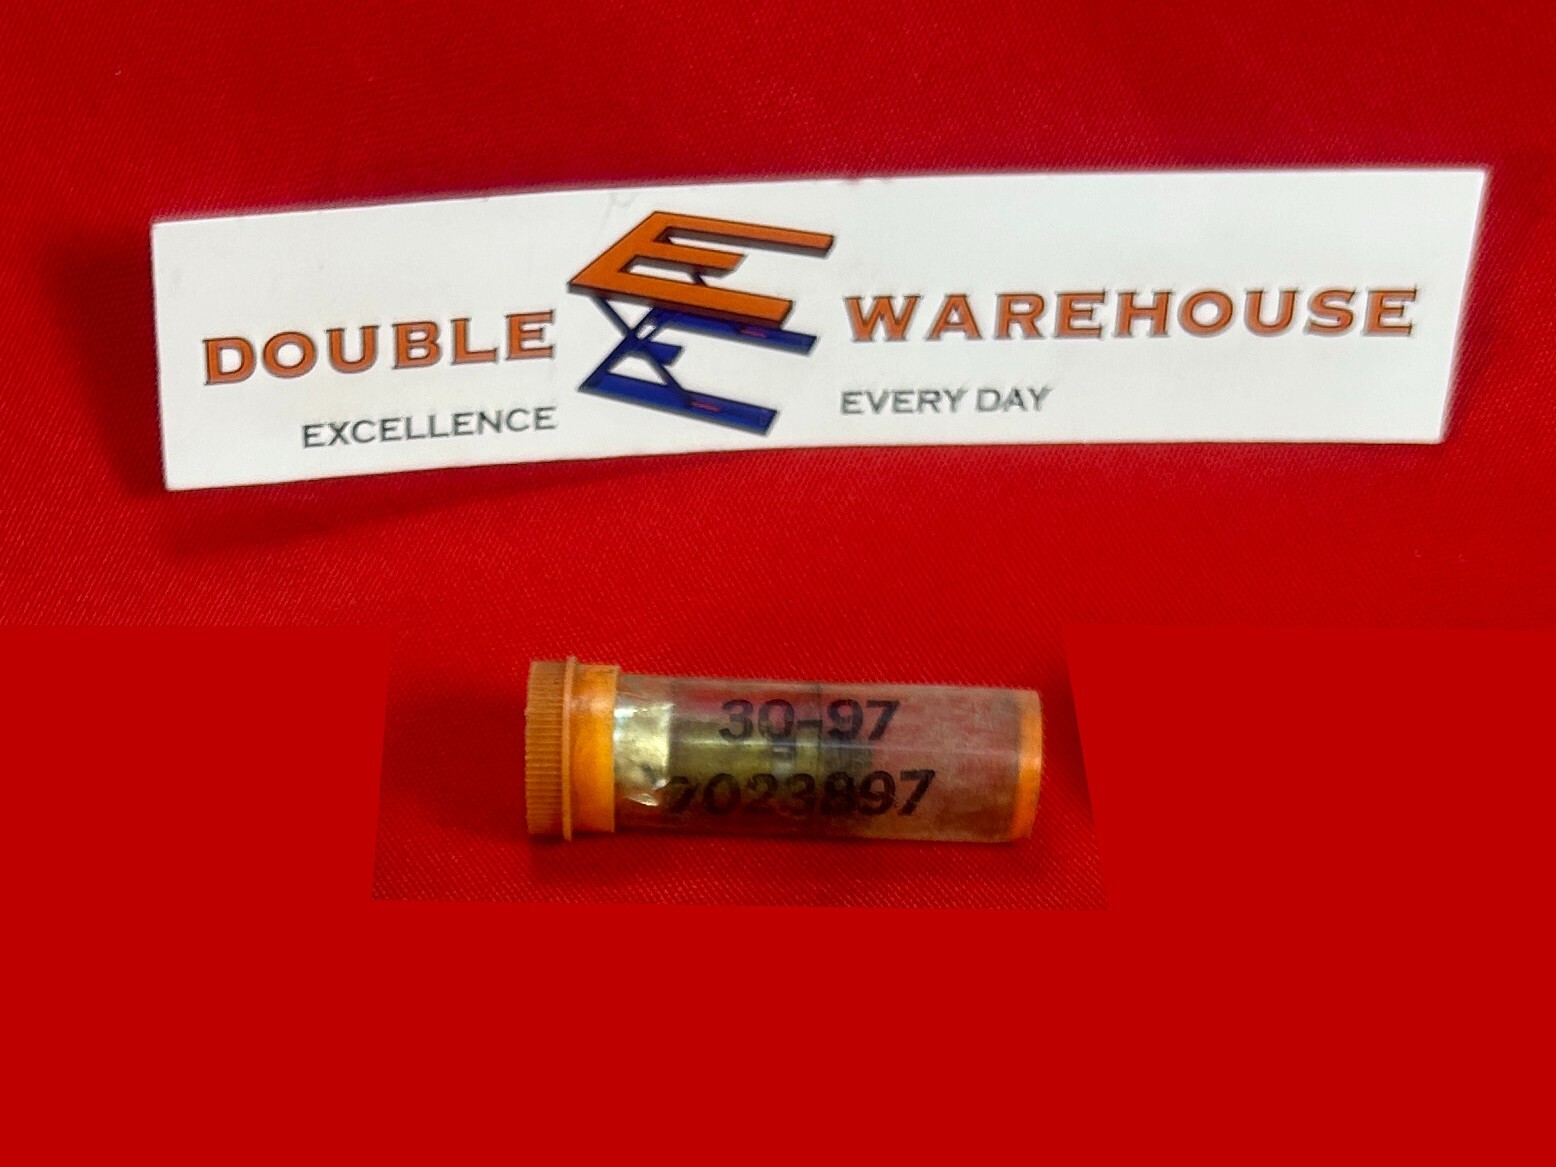 DOUBLE E WAREHOUSE
EXCELLENCE EVERY DAY
30-97
7023897